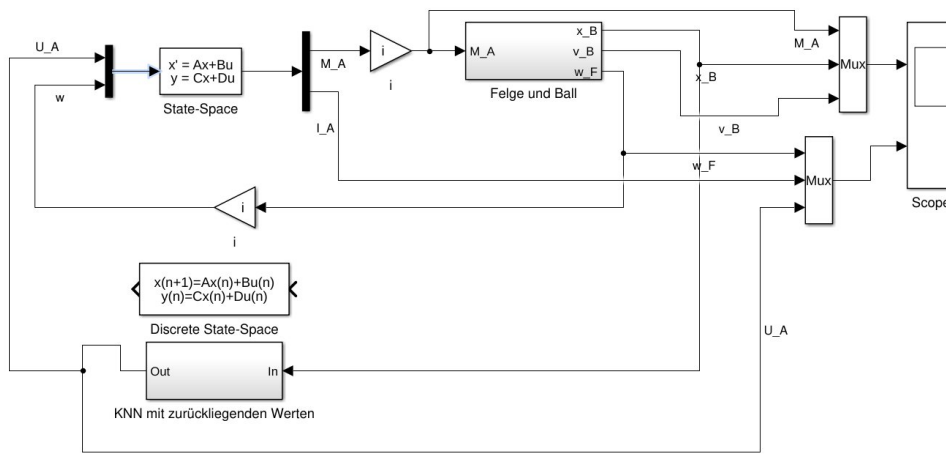 U_A
w
x' = Ax+Bu
y = Cx+Du
State-Space
M_A
I_A
i
i
M_A
x_B
v_B
w_F
Felge und Ball
M_A
x_B
v_B
Mux
w_F
Mux
Scope
i
i
x(n+1)=Ax(n)+Bu(n)
y(n)=Cx(n)+Du(n)
Discrete State-Space
Out
In
KNN mit zurückliegenden Werten
U_A